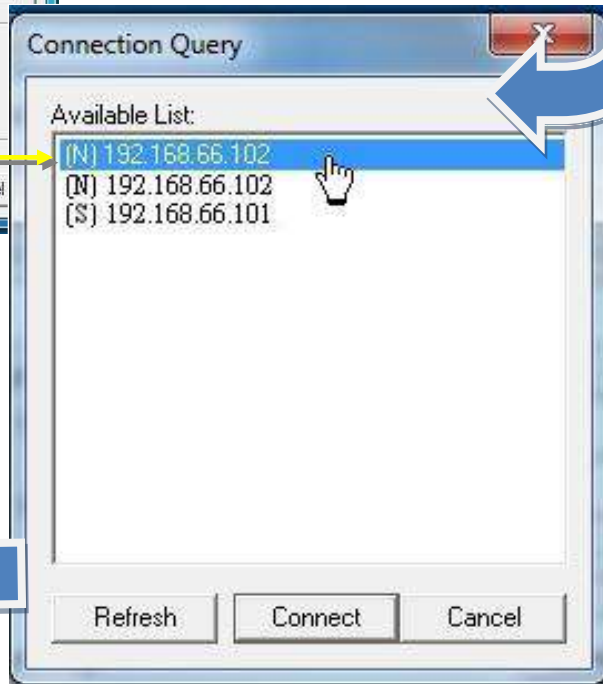 Connection Query
Available List:
(N) 192.168.66.102
(N) 192.168.66.102
(S) 192.168.66.101
Refresh
Connect
Cancel